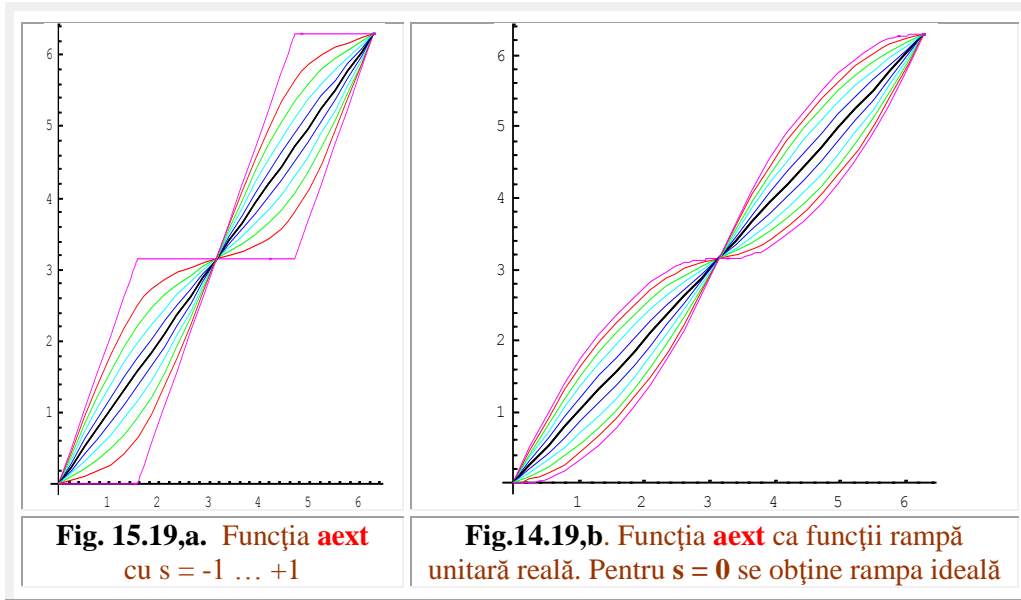 6
5
4
3
2
1
1 2 3 4 5 6
6
5
4
3
2
1
1 2 3 4 5 6
Fig. 15.19,a. Funcţia aext
cu s = -1 … +1
Fig.14.19,b. Funcţia aext ca funcţii rampă
unitară reală. Pentru s = 0 se obţine rampa ideală